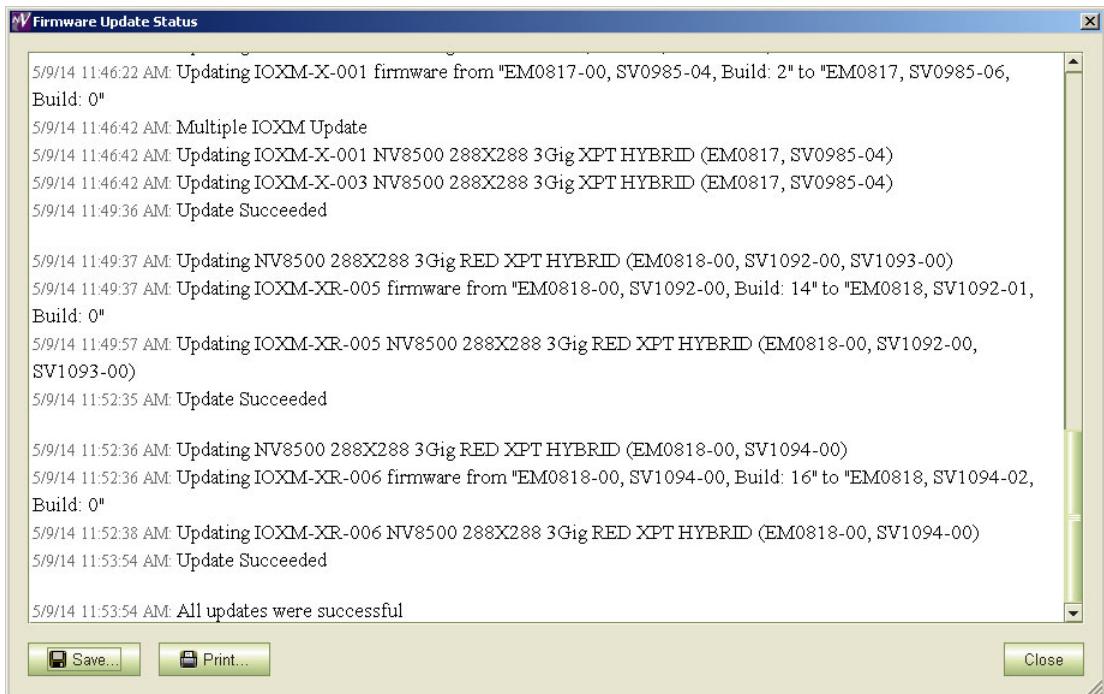 Firmware Update Status
5/9/14 11:46:22 AM: Updating IOXM-X-001 firmware from "EM0817-00, SV0985-04, Build: 2" to "EM0817, SV0985-06,
Build: 0"
5/9/14 11:46:42 AM: Multiple IOXM Update
5/9/14 11:46:42 AM: Updating IOXM-X-001 NV8500 288X288 3Gig XPT HYBRID (EM0817, SV0985-04)
5/9/14 11:46:42 AM: Updating IOXM-X-003 NV8500 288X288 3Gig XPT HYBRID (EM0817, SV0985-04)
5/9/14 11:49:36 AM: Update Succeeded
5/9/14 11:49:37 AM: Updating NV8500 288X288 3Gig RED XPT HYBRID (EM0818-00, SV1092-00, SV1093-00)
5/9/14 11:49:37 AM: Updating IOXM-XR-005 firmware from "EM0818-00, SV1092-00, Build: 14" to "EM0818, SV1092-01,
Build: 0"
5/9/14 11:49:57 AM: Updating IOXM-XR-005 NV8500 288X288 3Gig RED XPT HYBRID (EM0818-00, SV1092-00,
SV1093-00)
5/9/14 11:52:35 AM: Update Succeeded
5/9/14 11:52:36 AM: Updating NV8500 288X288 3Gig RED XPT HYBRID (EM0818-00, SV1094-00)
5/9/14 11:52:36 AM: Updating IOXM-XR-006 firmware from "EM0818-00, SV1094-00, Build: 16" to "EM0818, SV1094-02,
Build: 0"
5/9/14 11:52:38 AM: Updating IOXM-XR-006 NV8500 288X288 3Gig RED XPT HYBRID (EM0818-00, SV1094-00)
5/9/14 11:53:54 AM: Update Succeeded
5/9/14 11:53:54 AM: All updates were successful
Save... Print... Close